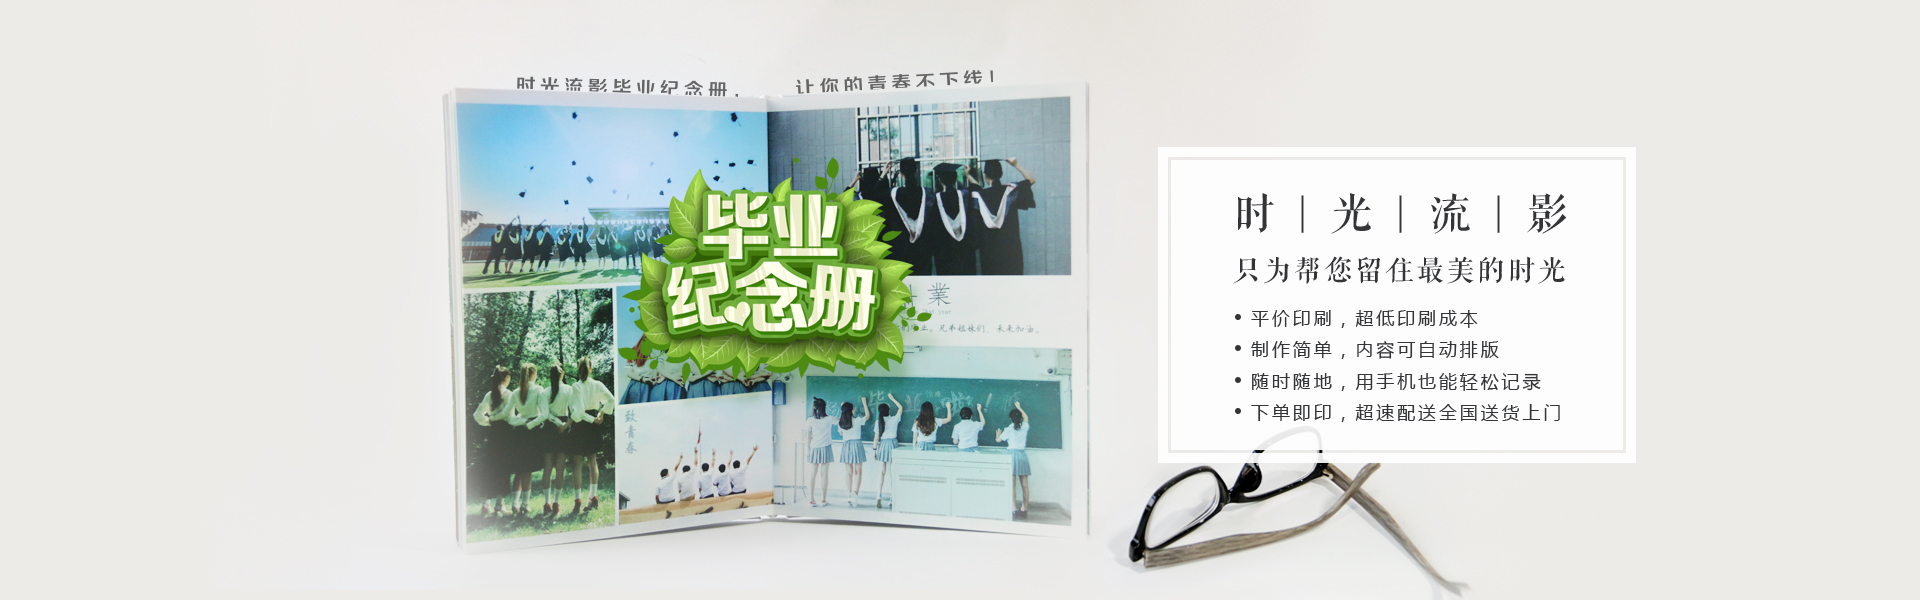 时光流影毕业纪念册，
让你的青春不下线！
毕业
纪念册
業
致青春
时｜光｜流｜影
只为帮您留住最美的时光
• 平价印刷，超低印刷成本
• 制作简单，内容可自动排版
• 随时随地，用手机也能轻松记录
• 下单即印，超速配送全国送货上门